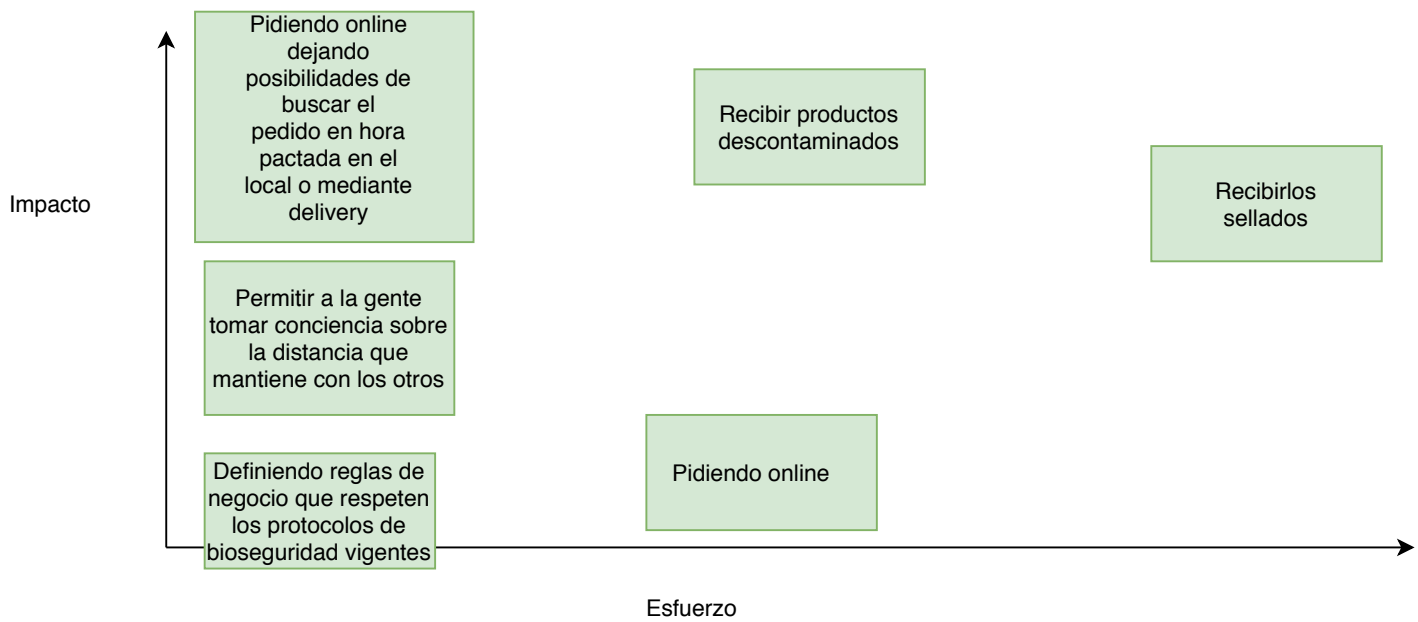 Pidiendo online
dejando
posibilidades de
buscar el
pedido en hora
pactada en el
local o mediante
delivery
Recibir productos
descontaminados
Recibirlos
sellados
Impacto
Permitir a la gente
tomar conciencia sobre
la distancia que
mantiene con los otros
Definiendo reglas de
negocio que respeten
los protocolos de
bioseguridad vigentes
Pidiendo online
Esfuerzo